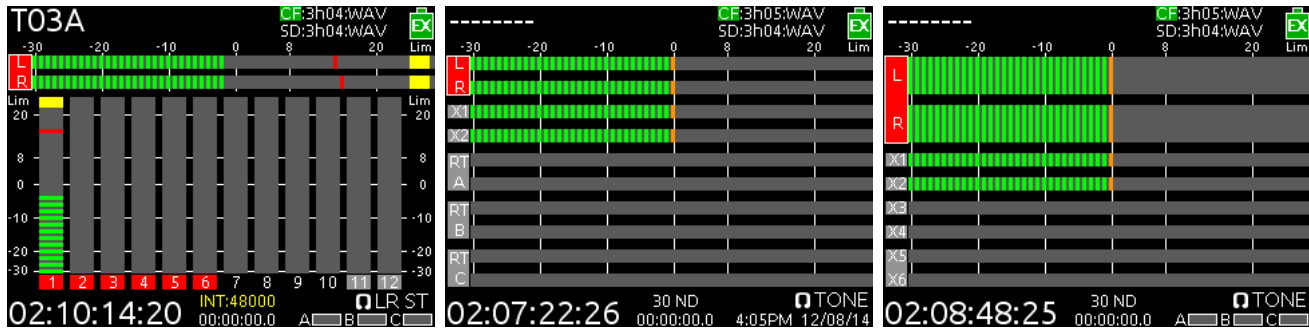 T03A
CF:3h04:WAV
SD:3h04:WAV
EX
-30 -20 -10 0 8 20 Lim
L
R
Lim Lim
20 20
8 8
0 0
-10 -10
-20 -20
-30 -30
1 2 3 4 5 6 7 8 9 10 11 12
02:10:14:20
INT:48000
00:00:00.0
LR ST
A B C
--------
CF:3h05:WAV
SD:3h04:WAV
EX
-30 -20 -10 0 8 20 Lim
L
R
X1
X2
RT
A
RT
B
RT
C
02:07:22:26
30 ND
00:00:00.0
TONE
4:05PM 12/08/14
--------
CF:3h05:WAV
SD:3h04:WAV
EX
-30 -20 -10 0 8 20 Lim
L
R
X1
X2
X3
X4
X5
X6
02:08:48:25
30 ND
00:00:00.0
TONE
A B C